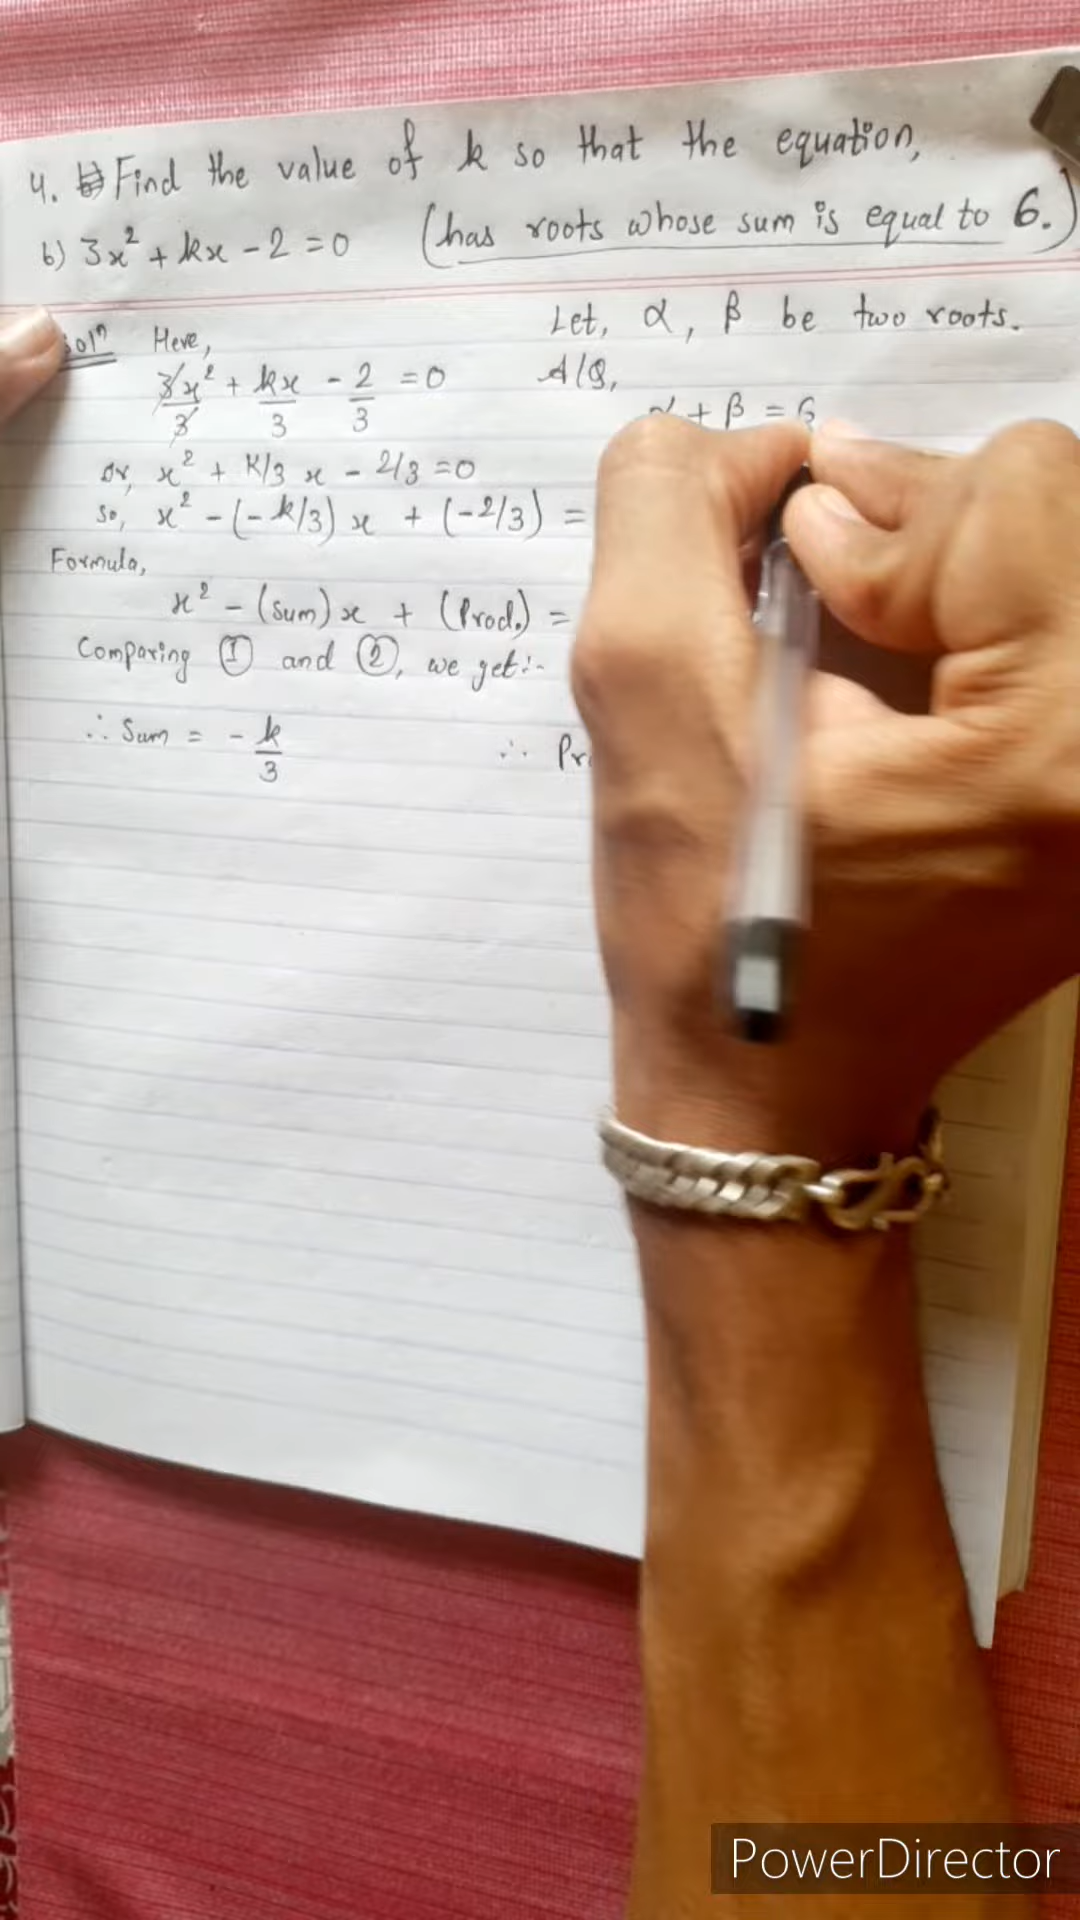 4. Find the value of k so that the equation,
b) 3x² + kx - 2 = 0 (has roots whose sum is equal to 6.)
Solⁿ Here,
3x²/3 + kx/3 - 2/3 = 0
or, x² + K/3 x - 2/3 = 0
so, x² - (-k/3) x + (-2/3) =
Formula,
x² - (Sum) x + (Prod.) =
Comparing ① and ②, we get:-
∴ Sum = - k/3
∴
Let, α, β be two roots.
A/Q,
α + β = 6
PowerDirector